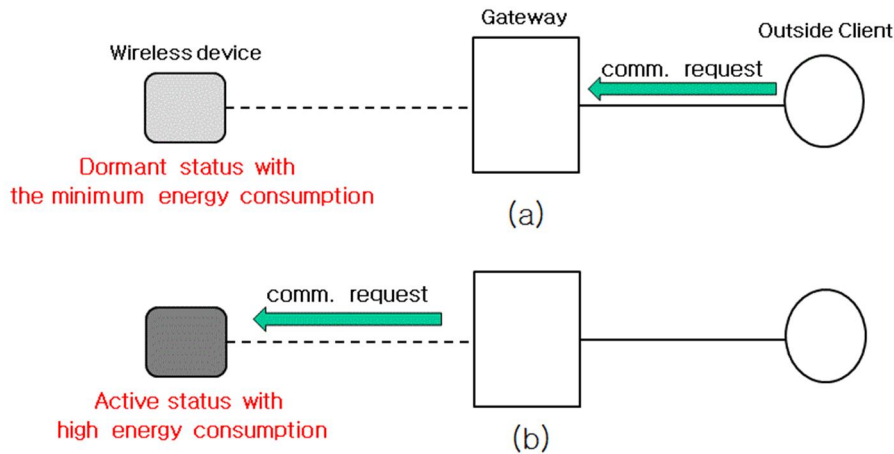 Gateway
Outside Client
Wireless device
comm. request
Dormant status with
the minimum energy consumption
(a)
comm. request
Active status with
high energy consumption
(b)